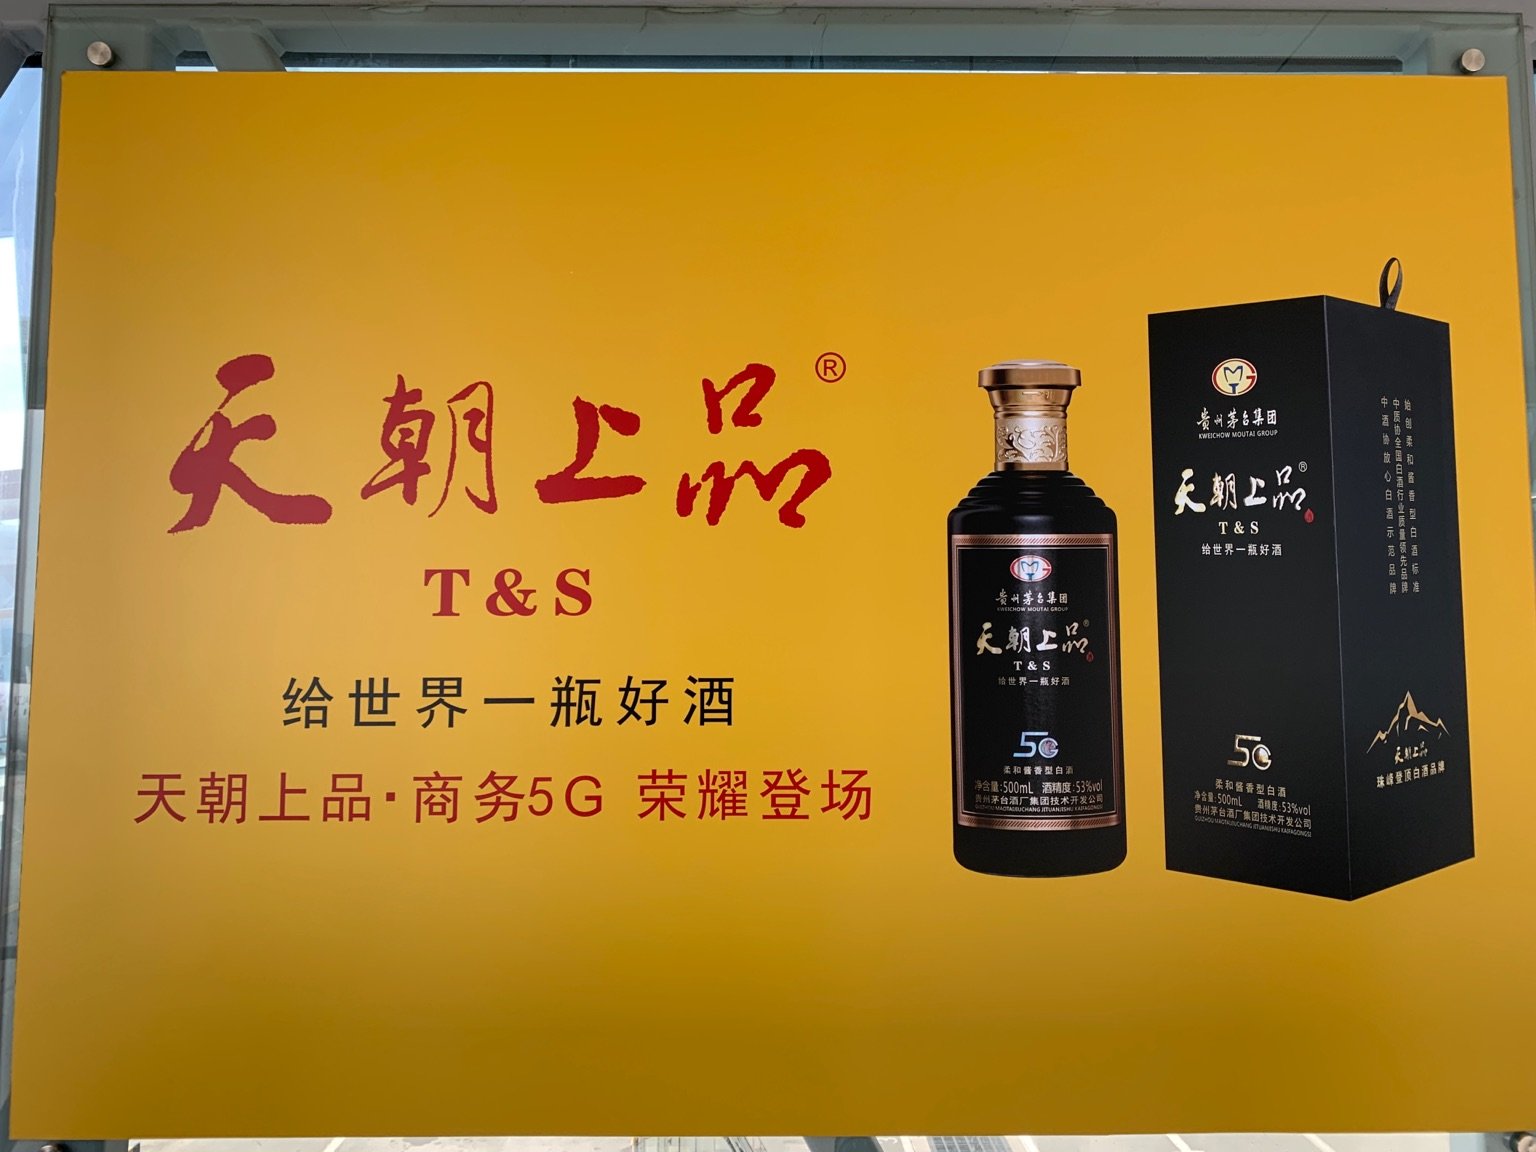 天朝上品®
T&S
给世界一瓶好酒
天朝上品·商务5G 荣耀登场
贵州茅台集团
KWEICHOW MOUTAI GROUP
天朝上品®
T&S
给世界一瓶好酒
5G
柔和酱香型白酒
净含量:500mL 酒精度:53%vol
贵州茅台酒厂集团技术开发公司
贵州茅台集团
KWEICHOW MOUTAI GROUP
天朝上品®
T&S
给世界一瓶好酒
5G
柔和酱香型白酒
净含量:500mL 酒精度:53%vol
贵州茅台酒厂集团技术开发公司
始创柔和酱香型白酒标准
中质协全国白酒行业质量领先品牌
中酒协放心白酒示范品牌
天朝上品
珠峰登顶白酒品牌